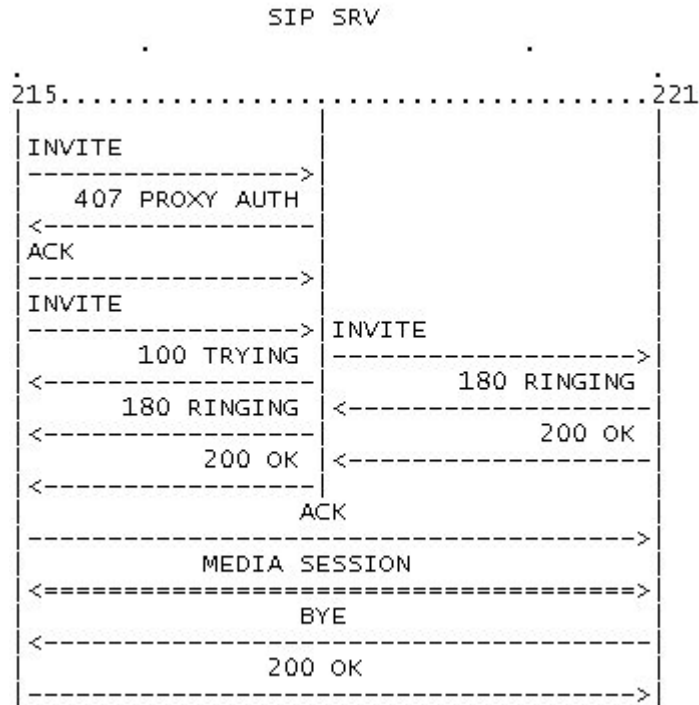 SIP SRV
215..................................221
INVITE
407 PROXY AUTH
ACK
INVITE
INVITE
100 TRYING
180 RINGING
180 RINGING
200 OK
200 OK
ACK
MEDIA SESSION
BYE
200 OK